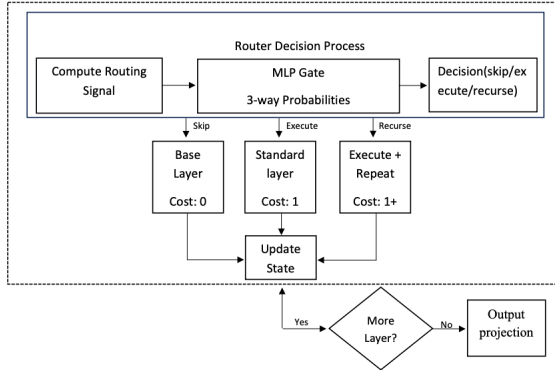 Router Decision Process
Compute Routing
Signal
MLP Gate
3-way Probabilities
Decision(skip/ex
ecute/recurse)
Skip
Execute
Recurse
Base
Layer
Cost: 0
Standard
layer
Cost: 1
Execute +
Repeat
Cost: 1+
Update
State
Yes
More
Layer?
No
Output
projection